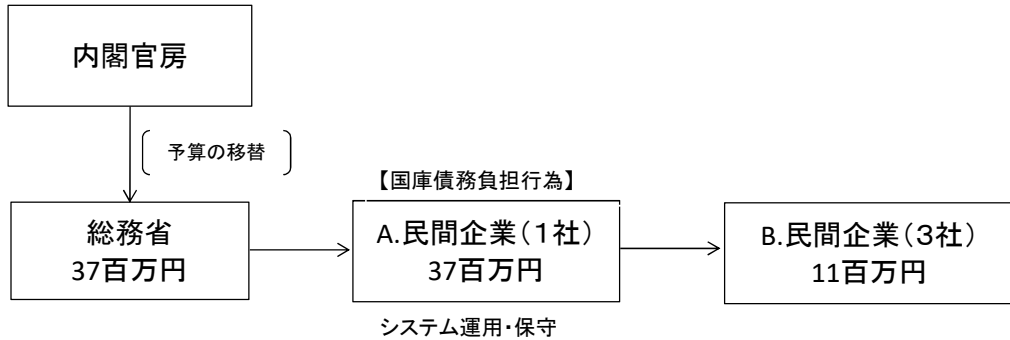 内閣官房
予算の移替
【国庫債務負担行為】
総務省
37百万円
A.民間企業(1社)
37百万円
B.民間企業(3社)
11百万円
システム運用・保守